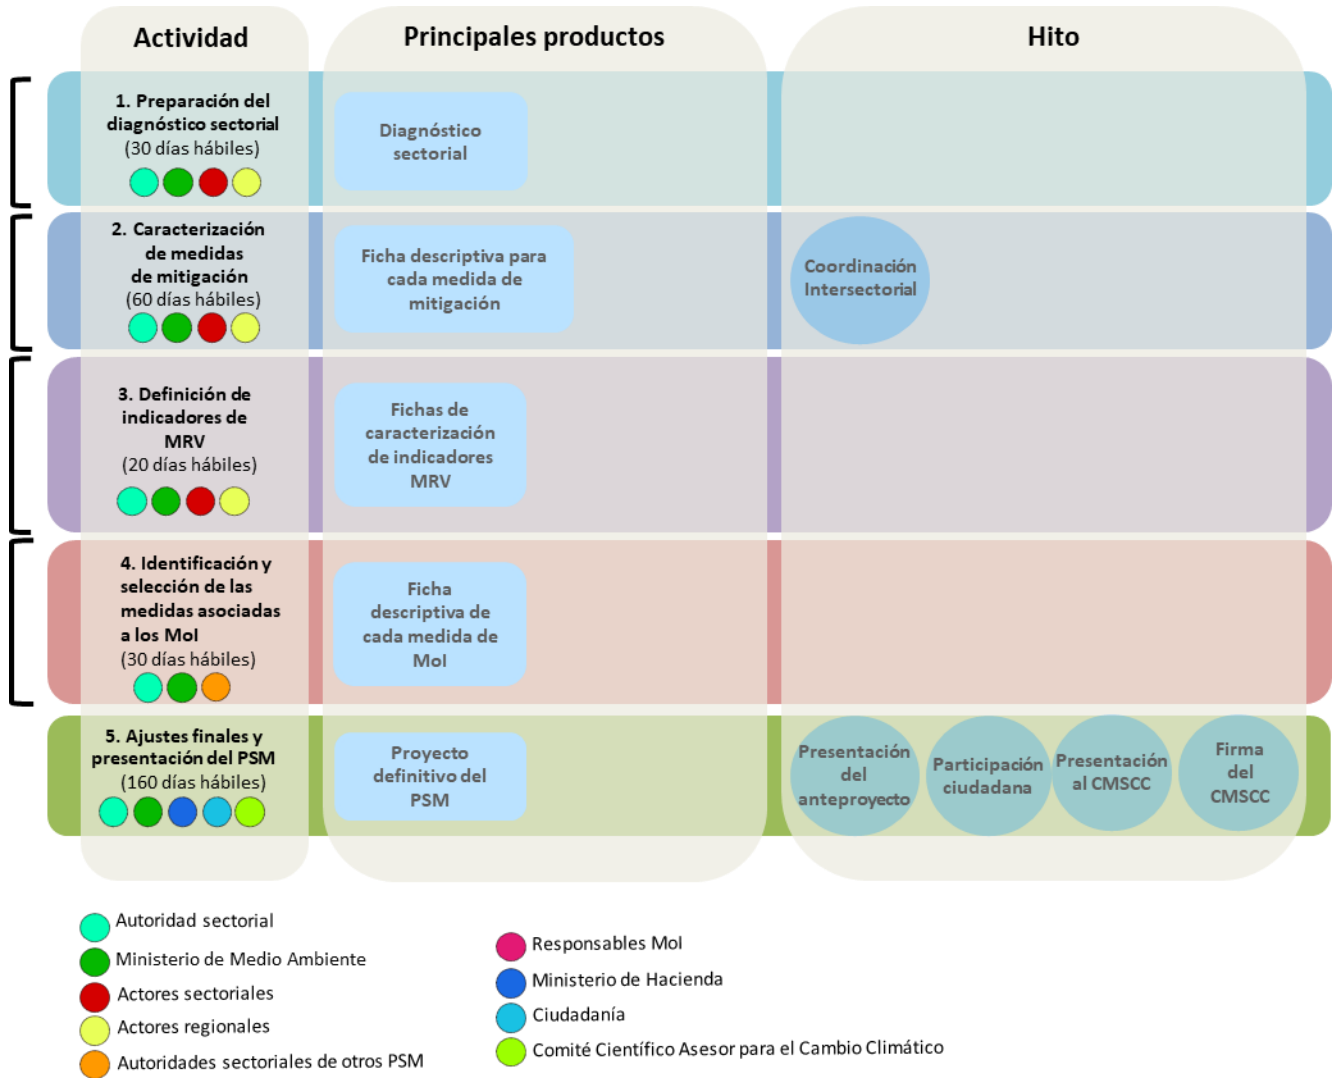 Actividad
Principales productos
Hito
1. Preparación del
diagnóstico sectorial
(30 días hábiles)
Diagnóstico
sectorial
2. Caracterización
de medidas
de mitigación
(60 días hábiles)
Ficha descriptiva para
cada medida de
mitigación
Coordinación
Intersectorial
3. Definición de
indicadores de
MRV
(20 días hábiles)
Fichas de
caracterización
de indicadores
MRV
4. Identificación y
selección de las
medidas asociadas
a los MoI
(30 días hábiles)
Ficha
descriptiva de
cada medida de
MoI
5. Ajustes finales y
presentación del PSM
(160 días hábiles)
Proyecto
definitivo del
PSM
Presentación
del
anteproyecto
Participación
ciudadana
Presentación
al CMSCC
Firma
del
CMSCC
Autoridad sectorial
Ministerio de Medio Ambiente
Actores sectoriales
Actores regionales
Autoridades sectoriales de otros PSM
Responsables MoI
Ministerio de Hacienda
Ciudadanía
Comité Científico Asesor para el Cambio Climático